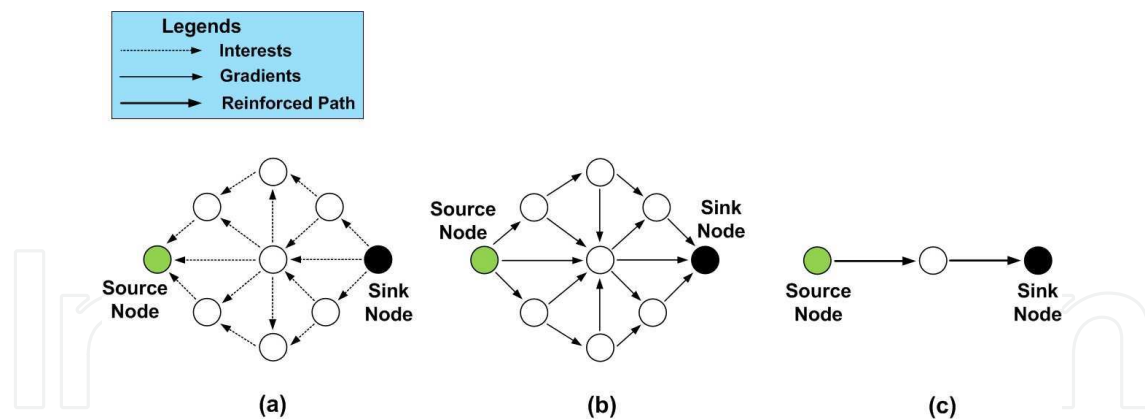 Legends
Interests
Gradients
Reinforced Path
Source
Node
Sink
Node
(a)
Source
Node
Sink
Node
(b)
Source
Node
Sink
Node
(c)